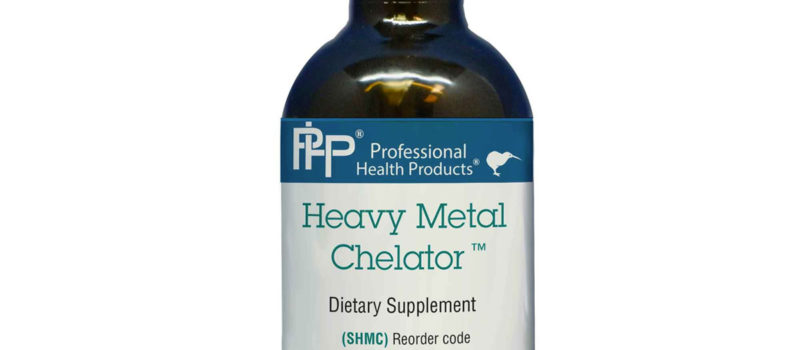 PHP® Professional
Health Products®
Heavy Metal
Chelator™
Dietary Supplement
(SHMC) Reorder code